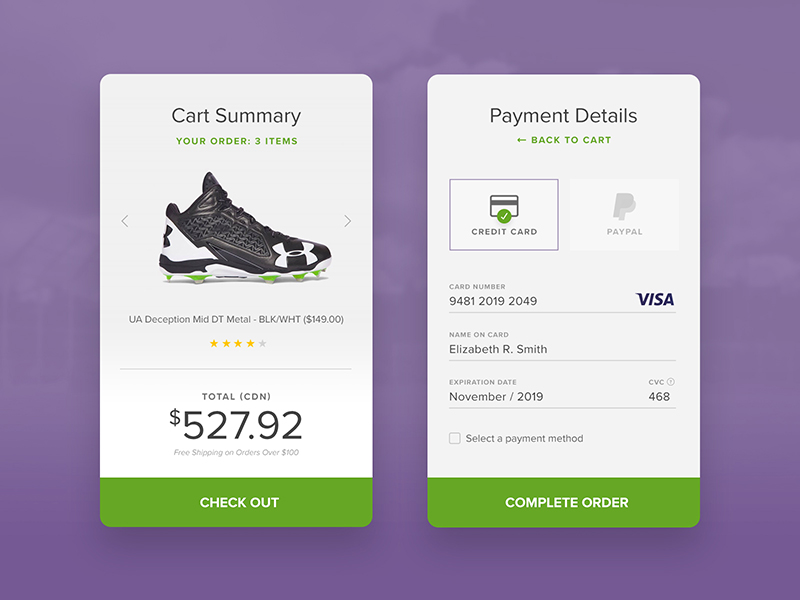 Cart Summary
YOUR ORDER: 3 ITEMS
UA Deception Mid DT Metal - BLK/WHT ($149.00)
TOTAL (CDN)
$527.92
Free Shipping on Orders Over $100
CHECK OUT
Payment Details
← BACK TO CART
CREDIT CARD
PAYPAL
CARD NUMBER
9481 2019 2049
VISA
NAME ON CARD
Elizabeth R. Smith
EXPIRATION DATE
CVC ?
November / 2019
468
Select a payment method
COMPLETE ORDER